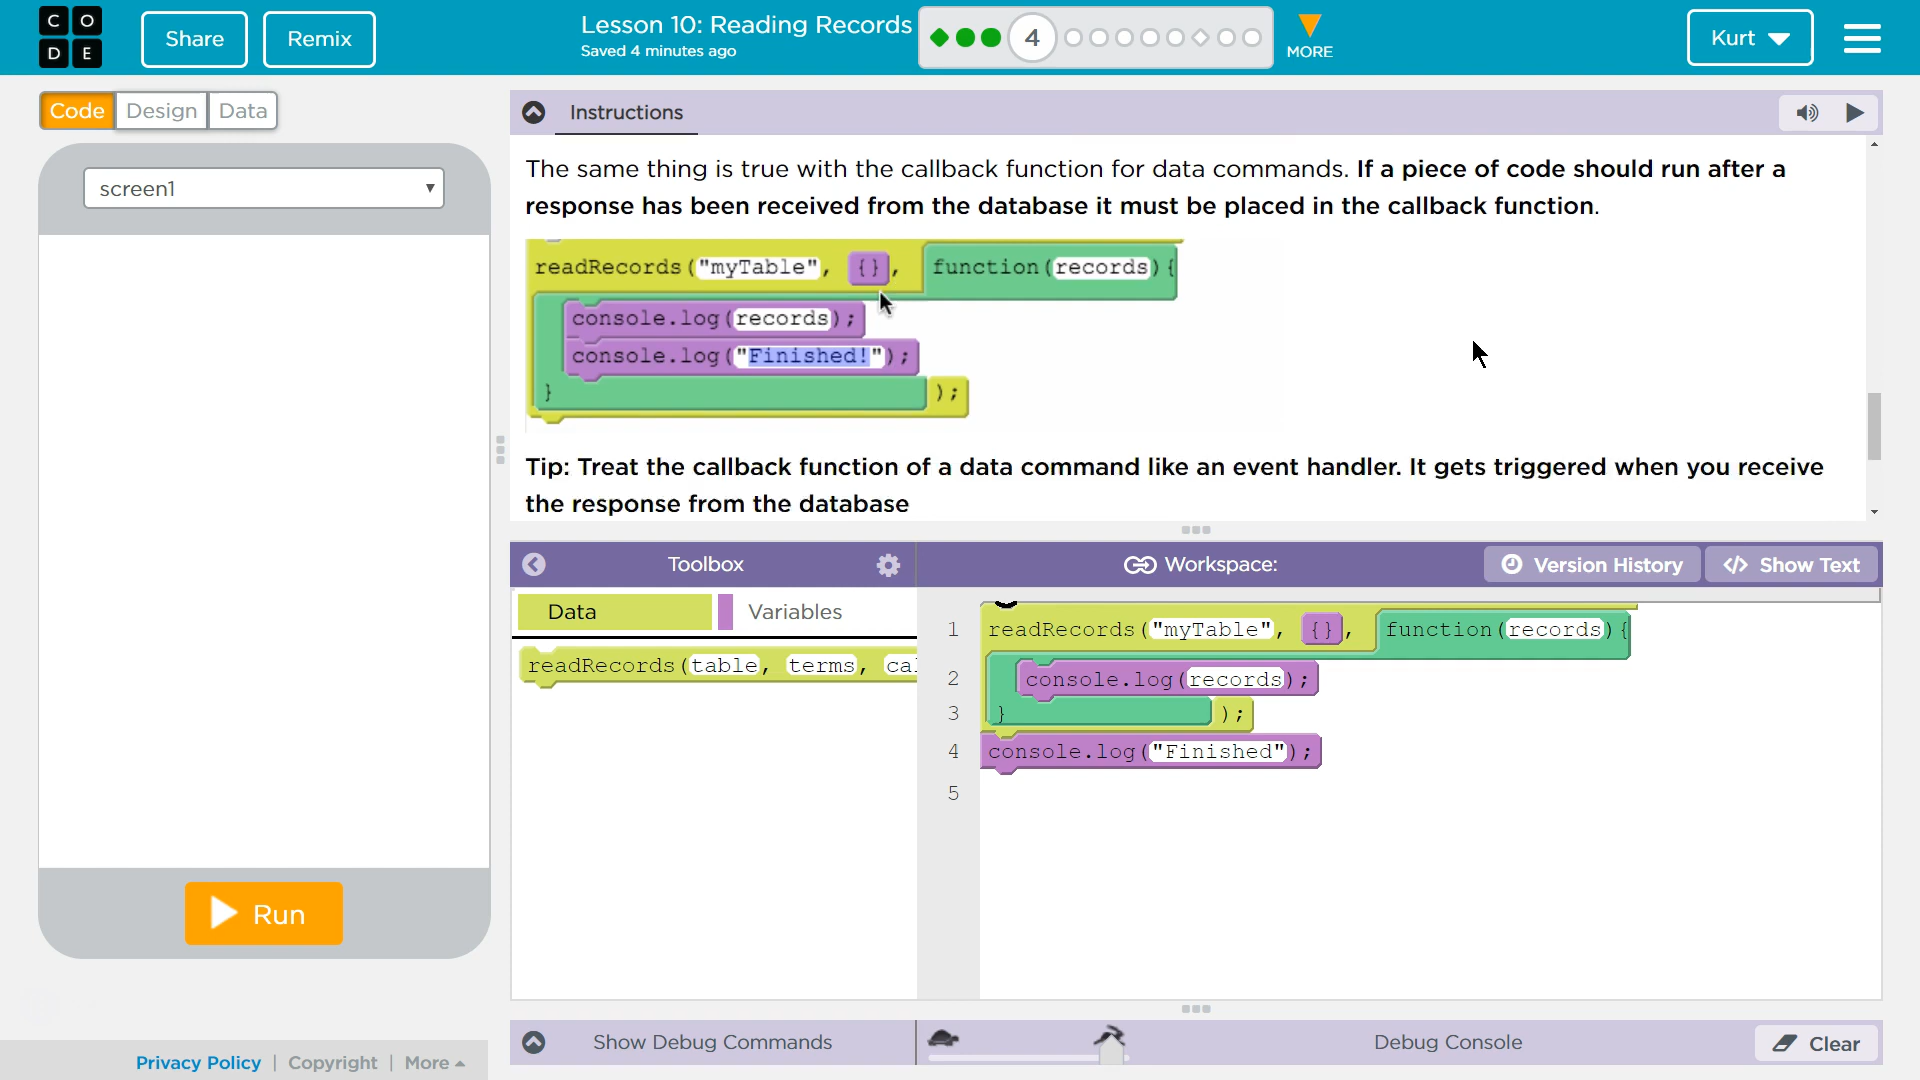 CODE
Share
Remix
Lesson 10: Reading Records
Saved 4 minutes ago
4
MORE
Kurt
Code
Design
Data
screen1
Run
Instructions
The same thing is true with the callback function for data commands. If a piece of code should run after a
response has been received from the database it must be placed in the callback function.
readRecords("myTable", {}, function(records){
console.log(records);
console.log("Finished!");
} );
Tip: Treat the callback function of a data command like an event handler. It gets triggered when you receive
the response from the database
Toolbox
Workspace:
Version History
</> Show Text
Data
Variables
readRecords(table, terms, cal
1 readRecords("myTable", {}, function(records){
2 console.log(records);
3 } );
4 console.log("Finished");
5
Show Debug Commands
Debug Console
Clear
Privacy Policy | Copyright | More